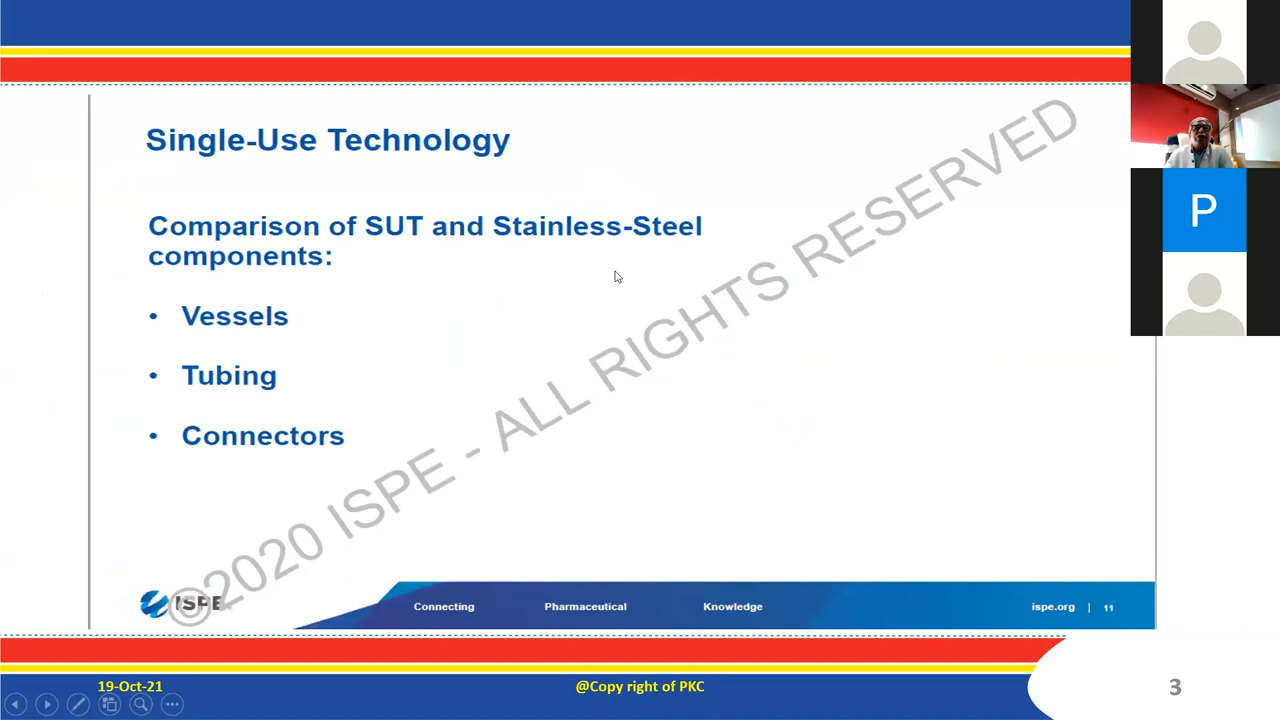 Single-Use Technology
Comparison of SUT and Stainless-Steel
components:
• Vessels
• Tubing
• Connectors
©2020 ISPE - ALL RIGHTS RESERVED
ISPE
Connecting Pharmaceutical Knowledge
ispe.org | 11
19-Oct-21
@Copy right of PKC
3
P